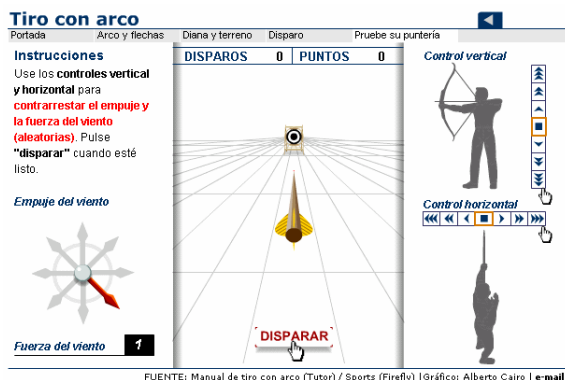 Tiro con arco
Portada Arco y flechas Diana y terreno Disparo Pruebe su puntería
Instrucciones
Use los controles vertical
y horizontal para
contrarrestar el empuje y
la fuerza del viento
(aleatorias). Pulse
"disparar" cuando esté
listo.
Empuje del viento
Fuerza del viento 1
DISPAROS 0 PUNTOS 0
DISPARAR
Control vertical
Control horizontal
FUENTE: Manual de tiro con arco (Tutor) / Sports (Firefly) |Gráfico: Alberto Cairo | e-mail